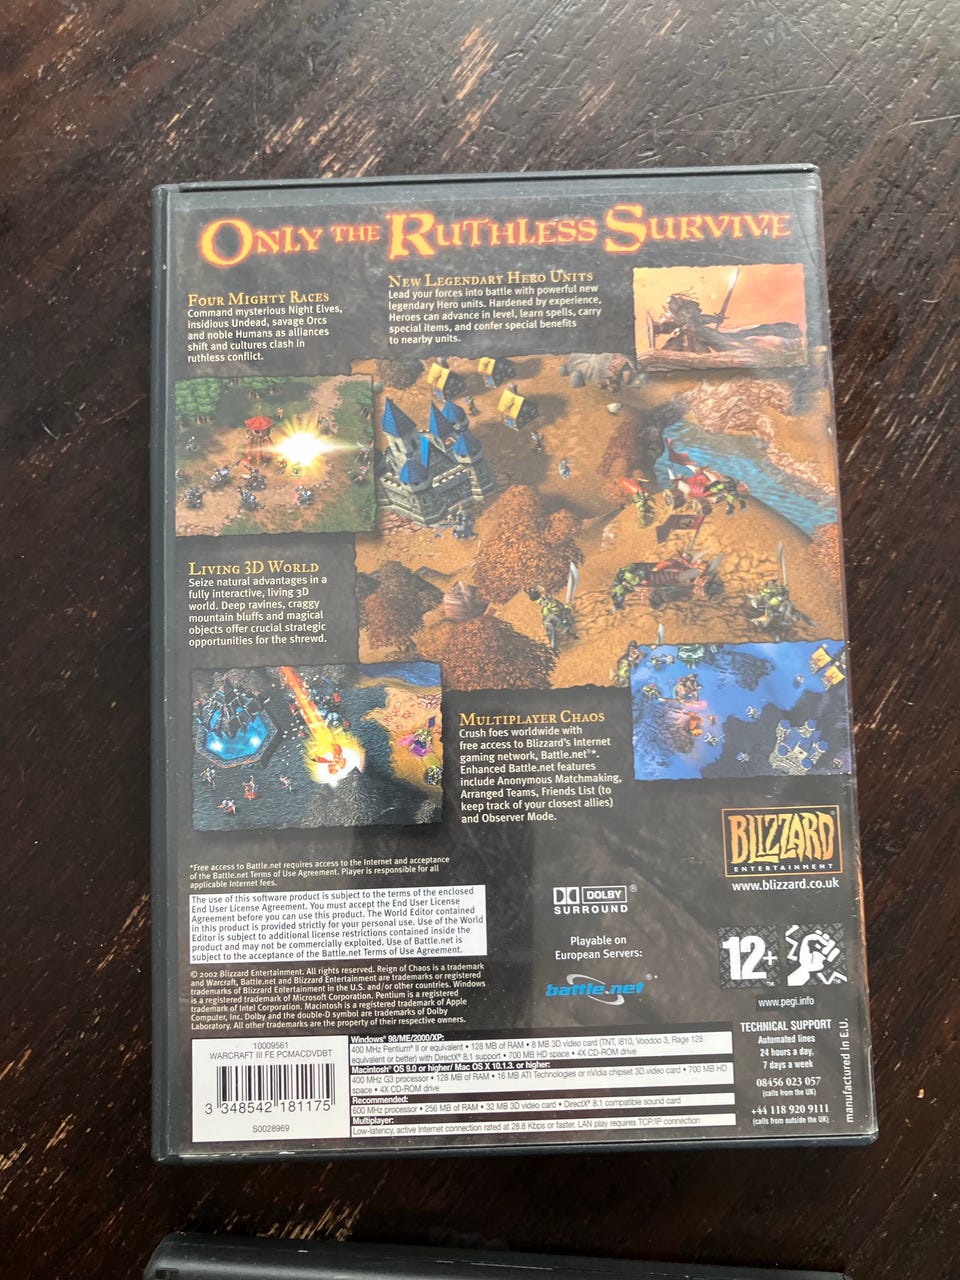 ONLY THE RUTHLESS SURVIVE
FOUR MIGHTY RACES
Command mysterious Night Elves,
insidious Undead, savage Orcs
and noble Humans as alliances
shift and cultures clash in
ruthless conflict.
NEW LEGENDARY HERO UNITS
Lead your forces into battle with powerful new
legendary Hero units. Hardened by experience,
Heroes can advance in level, learn spells, carry
special items, and confer special benefits
to nearby units.
LIVING 3D WORLD
Seize natural advantages in a
fully interactive, living 3D
world. Deep ravines, craggy
mountain bluffs and magical
objects offer crucial strategic
opportunities for the shrewd.
MULTIPLAYER CHAOS
Crush foes worldwide with
free access to Blizzard's Internet
gaming network, Battle.net®*.
Enhanced Battle.net features
include Anonymous Matchmaking,
Arranged Teams, Friends List (to
keep track of your closest allies)
and Observer Mode.
*Free access to Battle.net requires access to the Internet and acceptance
of the Battle.net Terms of Use Agreement. Player is responsible for all
applicable Internet fees.
The use of this software product is subject to the terms of the enclosed
End User License Agreement. You must accept the End User License
Agreement before you can use this product. The World Editor contained
in this product is provided strictly for your personal use. Use of the World
Editor is subject to additional license restrictions contained inside the
product and may not be commercially exploited. Use of Battle.net is
subject to the acceptance of the Battle.net Terms of Use Agreement.
© 2002 Blizzard Entertainment. All rights reserved. Reign of Chaos is a trademark
and Warcraft, Battle.net and Blizzard Entertainment are trademarks or registered
trademarks of Blizzard Entertainment in the U.S. and/or other countries. Windows
is a registered trademark of Microsoft Corporation. Pentium is a registered
trademark of Intel Corporation. Macintosh is a registered trademark of Apple
Computer, Inc. Dolby and the double-D symbol are trademarks of Dolby
Laboratory. All other trademarks are the property of their respective owners.
DOLBY®
SURROUND
Playable on
European Servers:
battle.net®*
BLIZZARD
ENTERTAINMENT
www.blizzard.co.uk
12+
www.pegi.info
10009561
WARCRAFT III FE PCMACDVDBT
3 348542 181175
S0028969
Windows® 98/ME/2000/XP:
400 MHz Pentium® II or equivalent • 128 MB of RAM • 8 MB 3D video card (TNT, i810, Voodoo 3, Rage 128
equivalent or better) with DirectX® 8.1 support • 700 MB HD space • 4X CD-ROM drive
Macintosh® OS 9.0 or higher/ Mac OS X 10.1.3. or higher:
400 MHz G3 processor • 128 MB of RAM • 16 MB ATI Technologies or nVidia chipset 3D video card • 700 MB HD
space • 4X CD-ROM drive
Recommended:
600 MHz processor • 256 MB of RAM • 32 MB 3D video card • DirectX® 8.1 compatible sound card
Multiplayer:
Low-latency, active Internet connection rated at 28.8 Kbps or faster. LAN play requires TCP/IP connection
TECHNICAL SUPPORT
Automated lines
24 hours a day,
7 days a week
08456 023 057
(calls from the UK)
+44 118 920 9111
(calls from outside the UK)
manufactured in E.U.